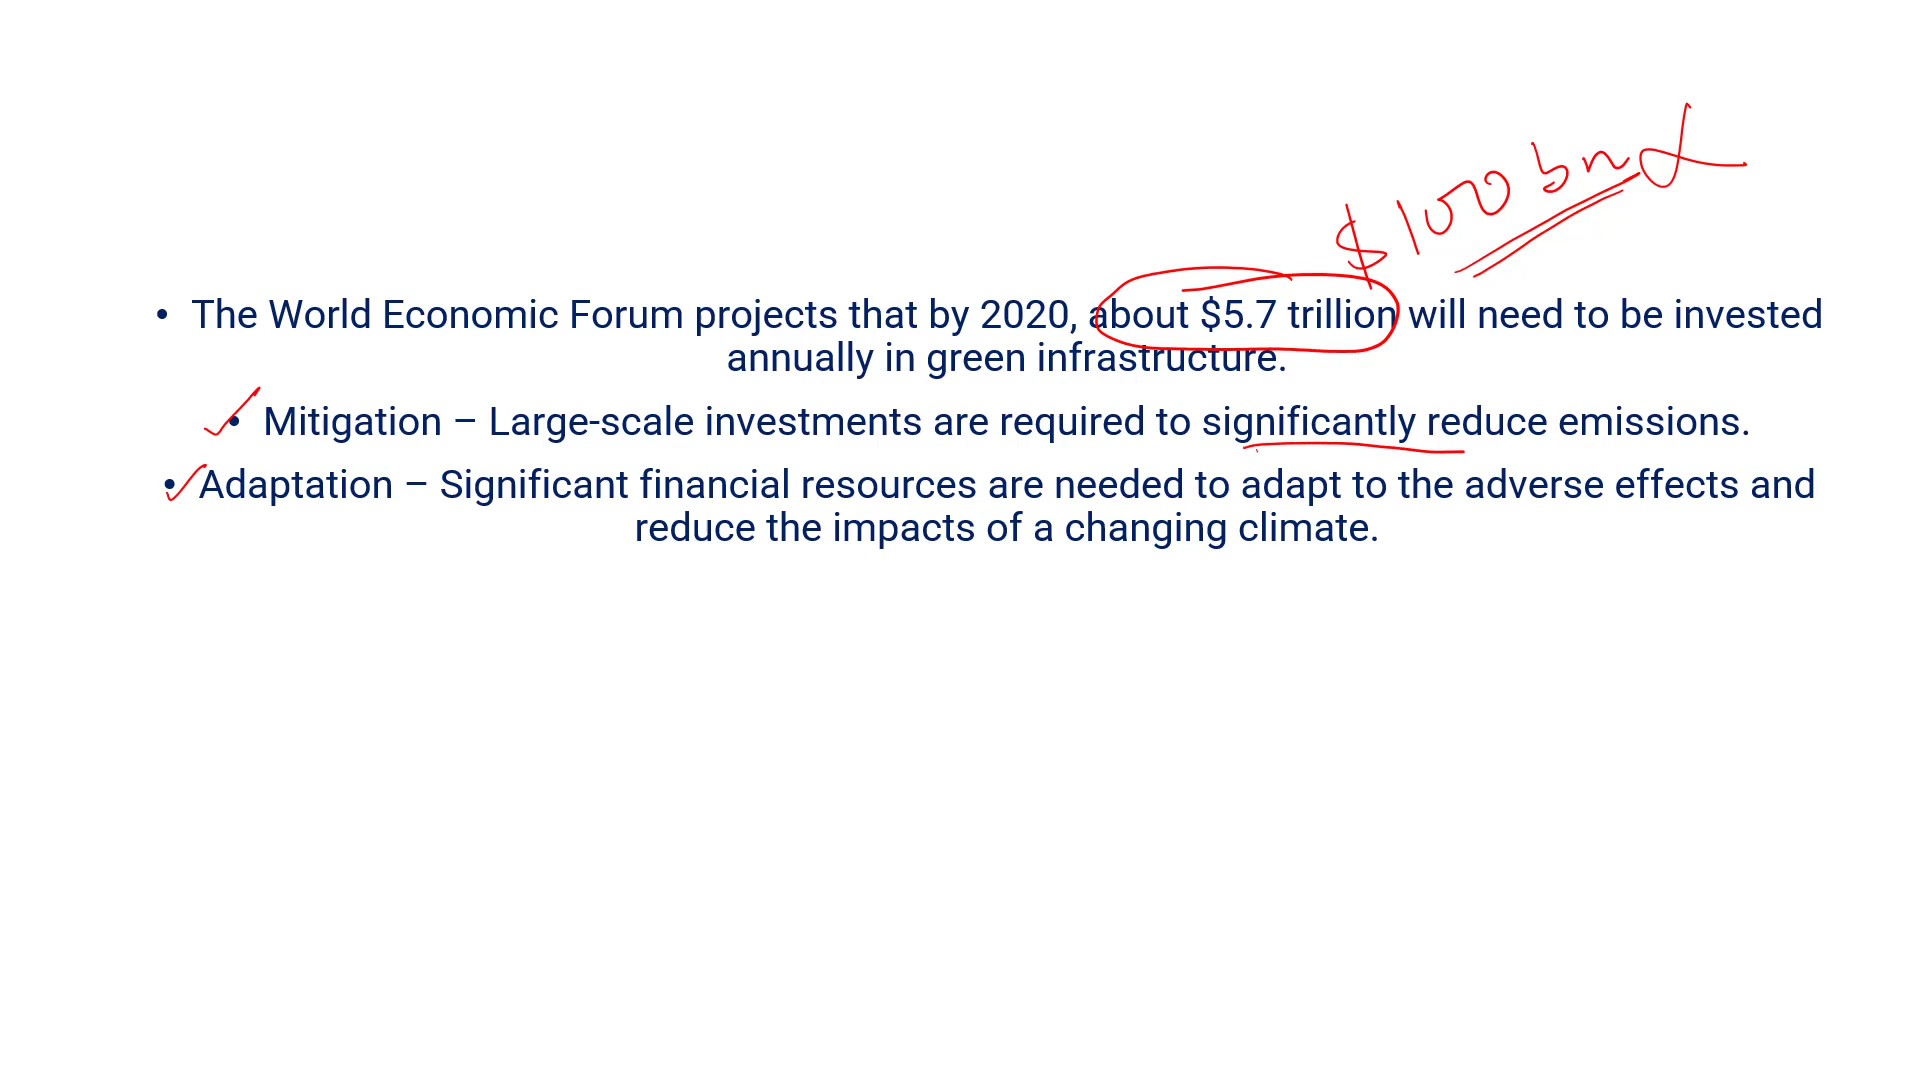 $100 bn
• The World Economic Forum projects that by 2020, about $5.7 trillion will need to be invested
annually in green infrastructure.
• Mitigation – Large-scale investments are required to significantly reduce emissions.
• Adaptation – Significant financial resources are needed to adapt to the adverse effects and
reduce the impacts of a changing climate.